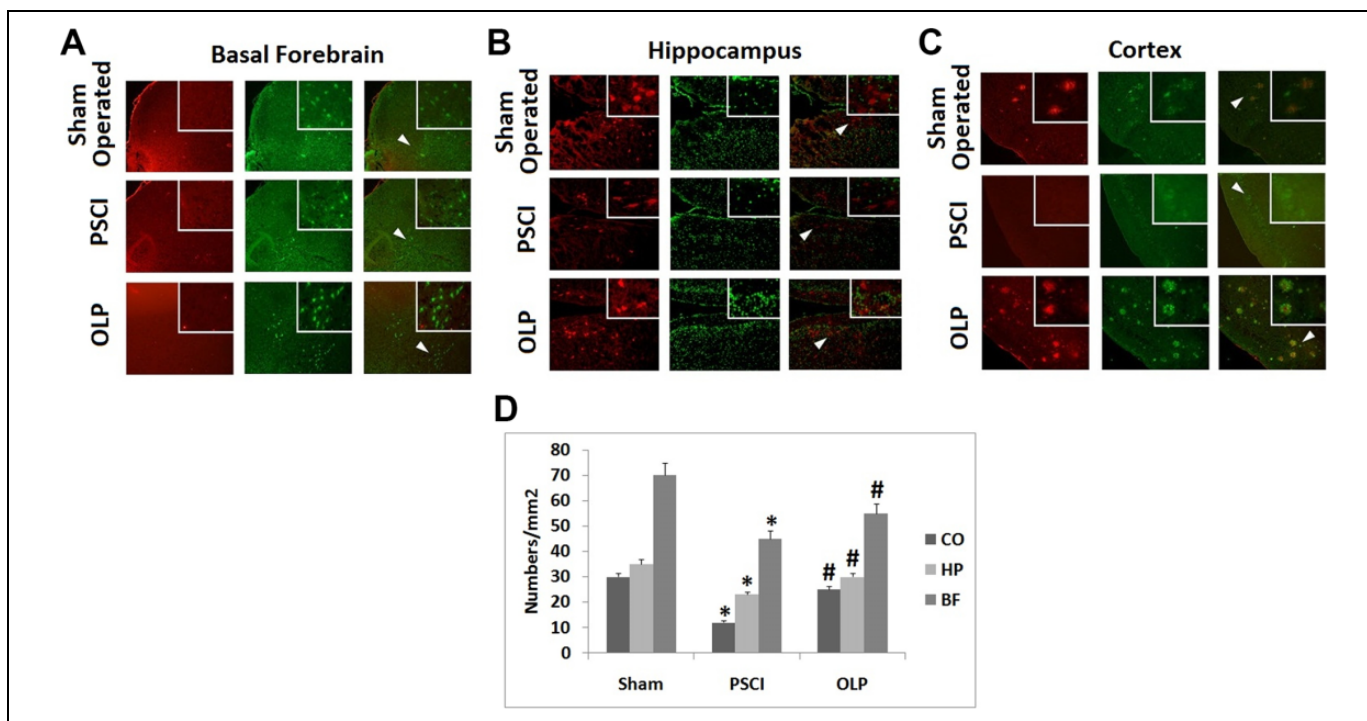 A
Basal Forebrain
Sham
Operated
PSCI
OLP
B
Hippocampus
Sham
Operated
PSCI
OLP
C
Cortex
Sham
Operated
PSCI
OLP
D
Numbers/mm2
80
70
60
50
40
30
20
10
0
* * *
# # #
Sham PSCI OLP
CO
HP
BF